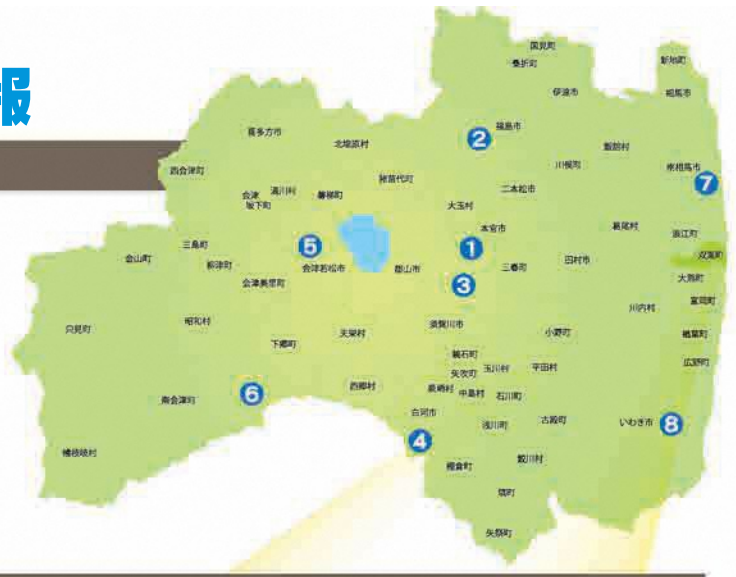 報
国見町
桑折町
新地町
伊達市
相馬市
福島市
2
喜多方市
北塩原村
飯舘村
川俣町
南相馬市
7
西会津町
猪苗代町
二本松市
会津
坂下町
湯川村
磐梯町
大玉村
本宮市
葛尾村
浪江町
三島町
5
1
双葉町
金山町
柳津町
会津若松市
郡山市
三春町
田村市
大熊町
会津美里町
3
富岡町
川内村
只見町
昭和村
天栄村
須賀川市
小野町
楢葉町
下郷町
鏡石町
広野町
矢吹町
玉川村
平田村
南会津町
6
西郷村
泉崎村
中島村
石川町
白河市
浅川町
古殿町
いわき市
8
4
檜枝岐村
棚倉町
鮫川村
塙町
矢祭町